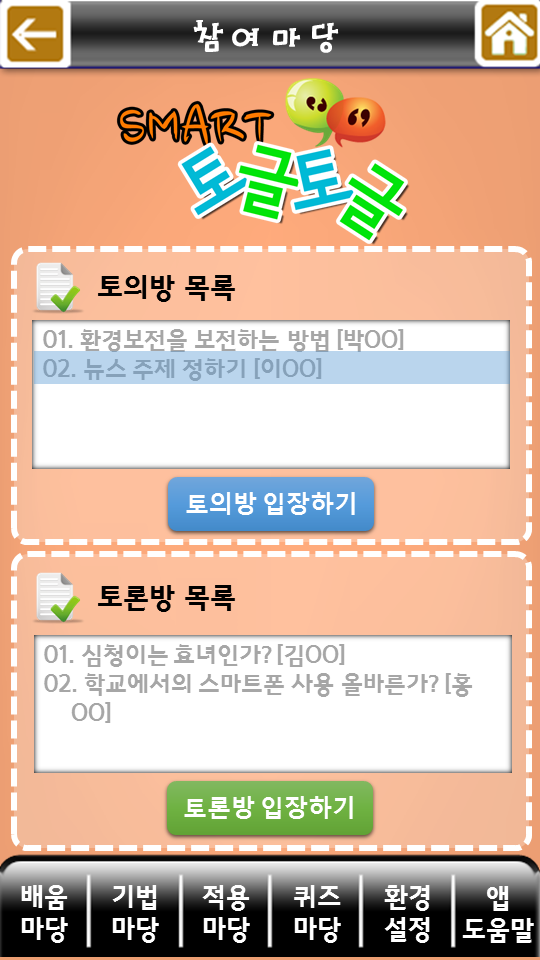 참여마당
SMART
토글토글
토의방 목록
01. 환경보전을 보전하는 방법 [박OO]
02. 뉴스 주제 정하기 [이OO]
토의방 입장하기
토론방 목록
01. 심청이는 효녀인가? [김OO]
02. 학교에서의 스마트폰 사용 올바른가? [홍
OO]
토론방 입장하기
배움 기법 적용 퀴즈 환경 앱
마당 마당 마당 마당 설정 도움말